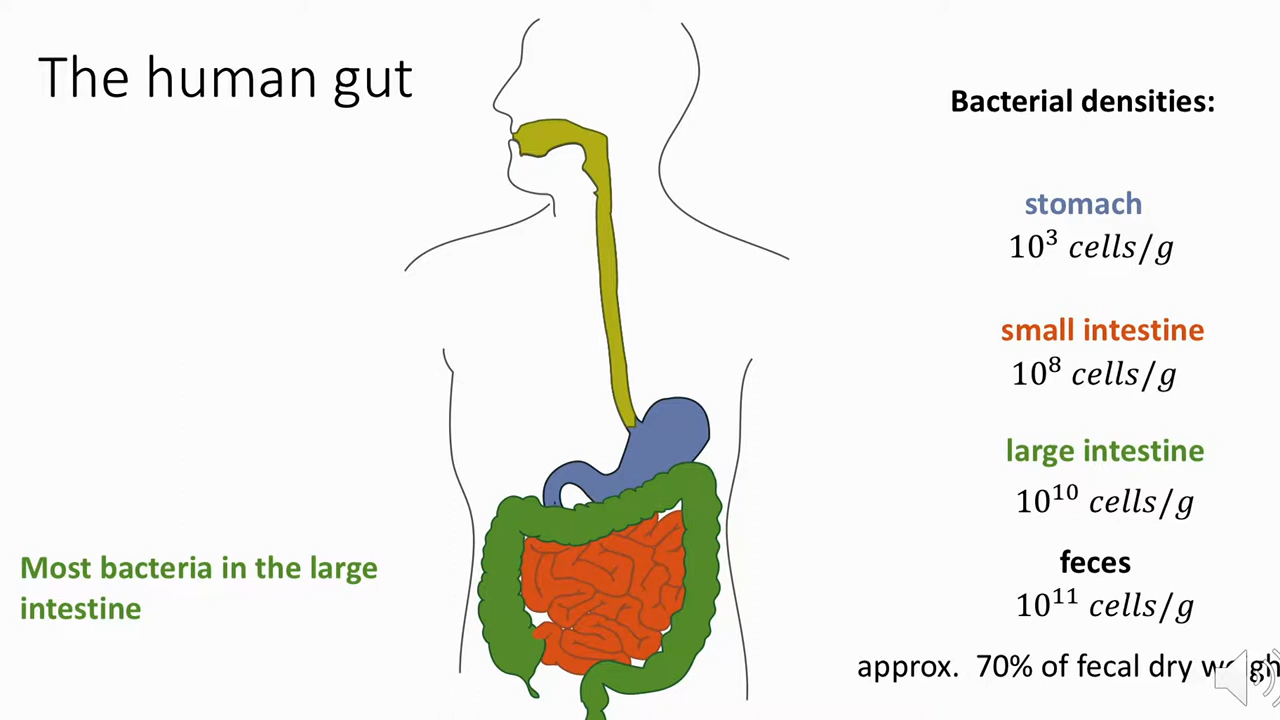 The human gut
Bacterial densities:
stomach
10³ cells/g
small intestine
10⁸ cells/g
large intestine
10¹⁰ cells/g
feces
10¹¹ cells/g
Most bacteria in the large
intestine
approx. 70% of fecal dry